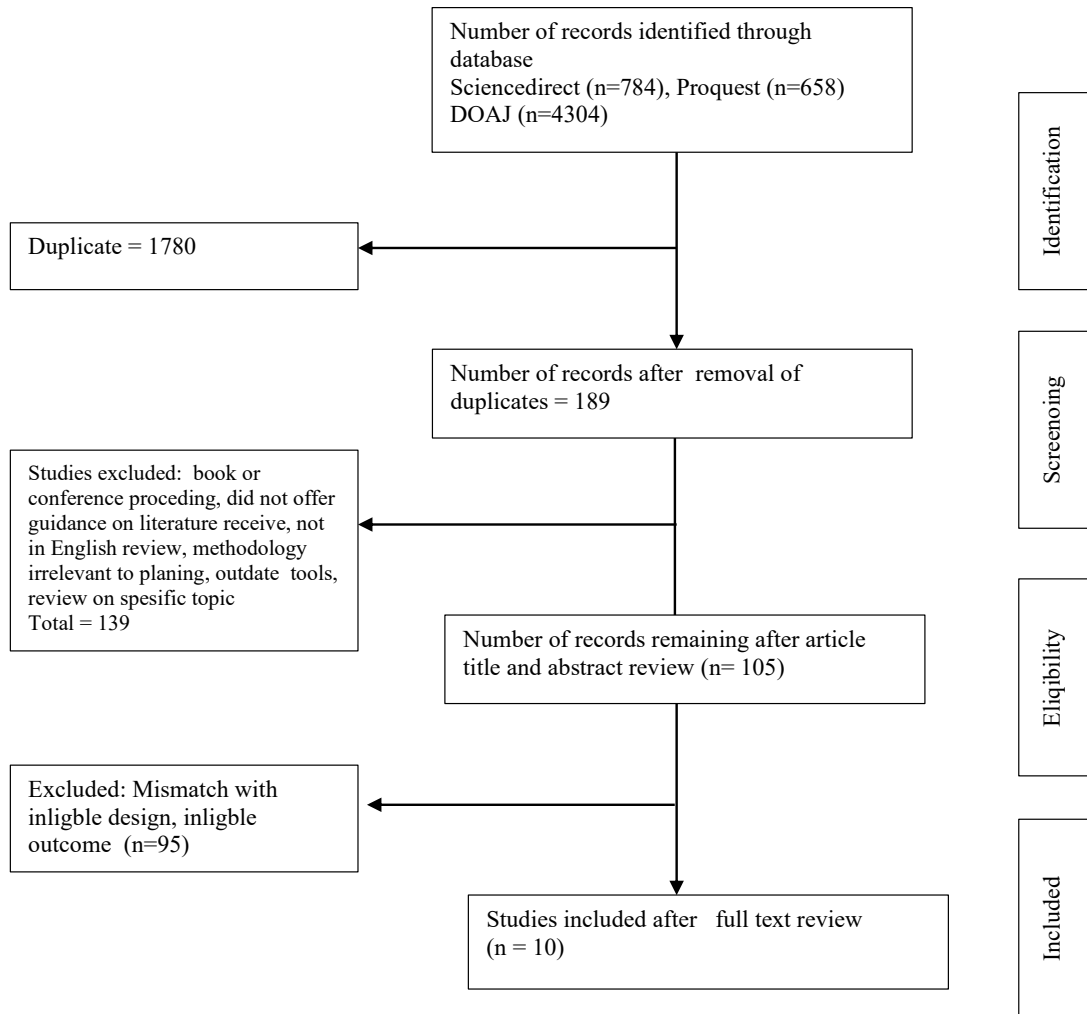 Number of records identified through
database
Sciencedirect (n=784), Proquest (n=658)
DOAJ (n=4304)
Identification
Duplicate = 1780
Number of records after removal of
duplicates = 189
Screenoing
Studies excluded: book or
conference proceding, did not offer
guidance on literature receive, not
in English review, methodology
irrelevant to planing, outdate tools,
review on spesific topic
Total = 139
Number of records remaining after article
title and abstract review (n= 105)
Eliqibility
Excluded: Mismatch with
inligble design, inligble
outcome (n=95)
Studies included after full text review
(n = 10)
Included